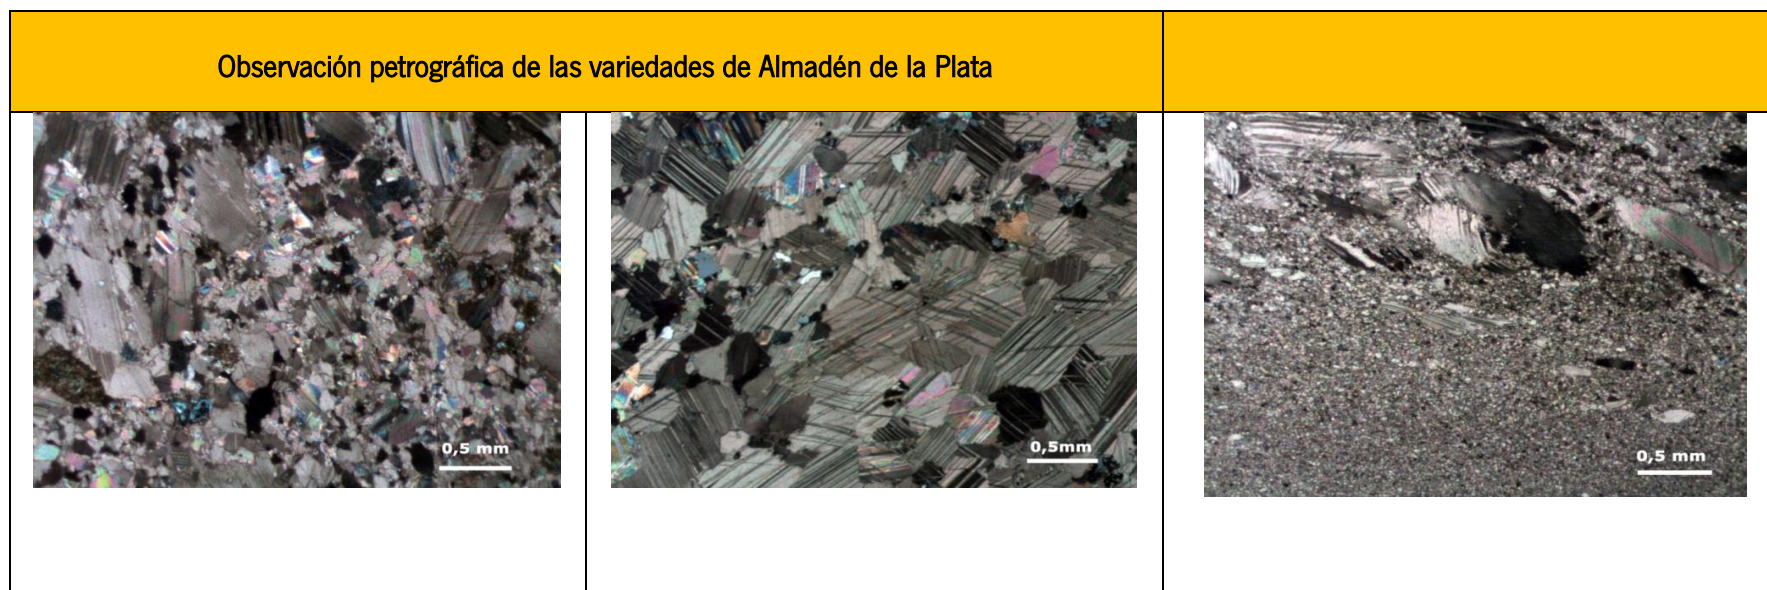 Observación petrográfica de las variedades de Almadén de la Plata
0,5 mm
0,5mm
0,5 mm